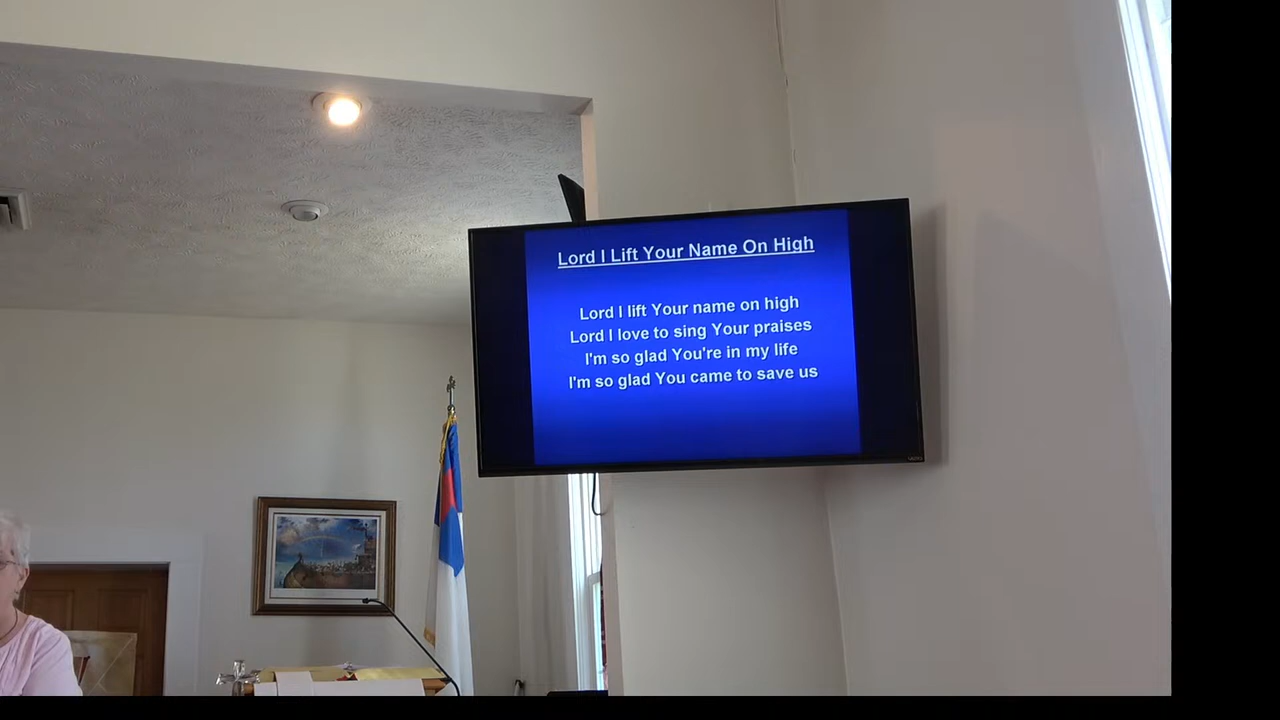 Lord I Lift Your Name On High
Lord I lift Your name on high
Lord I love to sing Your praises
I'm so glad You're in my life
I'm so glad You came to save us
VIZIO